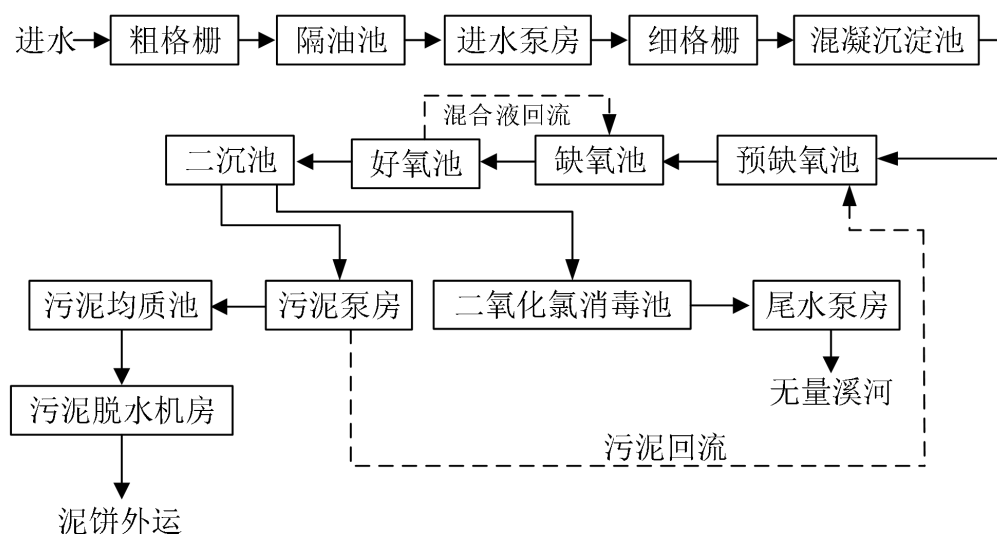 进水
粗格栅
隔油池
进水泵房
细格栅
混凝沉淀池
混合液回流
二沉池
好氧池
缺氧池
预缺氧池
污泥均质池
污泥泵房
二氧化氯消毒池
尾水泵房
无量溪河
污泥脱水机房
污泥回流
泥饼外运